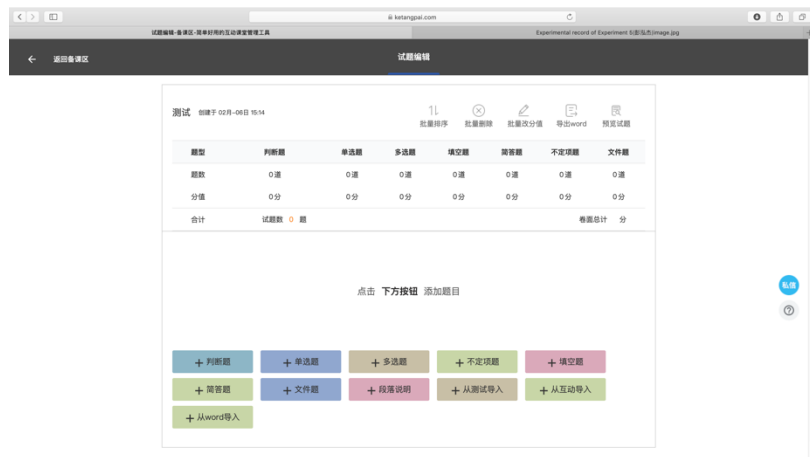 ketangpai.com
试题编辑-备课区-简单好用的互动课堂管理工具 Experimental record of Experiment 5(彭泓杰)image.jpg
返回备课区 试题编辑
测试 创建于 02月-06日 15:14
批量排序 批量删除 批量改分值 导出word 预览试题
题型 判断题 单选题 多选题 填空题 简答题 不定项题 文件题
题数 0道 0道 0道 0道 0道 0道 0道
分值 0分 0分 0分 0分 0分 0分 0分
合计 试题数 0 题 卷面总计 分
点击 下方按钮 添加题目
私信
+ 判断题 + 单选题 + 多选题 + 不定项题 + 填空题
+ 简答题 + 文件题 + 段落说明 + 从测试导入 + 从互动导入
+ 从word导入